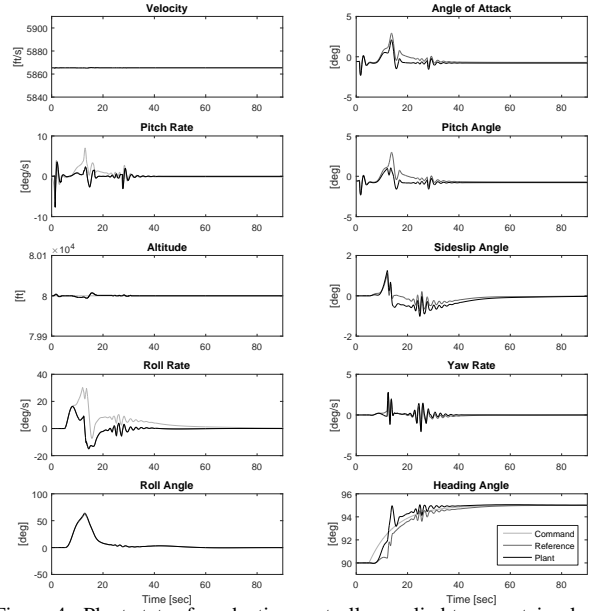 Velocity
5910
5880
5860
5840
[ft/s]
0 20 40 60 80
Angle of Attack
5
0
-5
[deg]
0 20 40 60 80
Pitch Rate
10
0
-10
[deg/s]
0 20 40 60 80
Pitch Angle
5
0
-5
[deg]
0 20 40 60 80
Altitude
×10⁴
8.01
8
7.99
[ft]
0 20 40 60 80
Sideslip Angle
2
0
-2
[deg]
0 20 40 60 80
Roll Rate
40
20
0
-20
[deg/s]
0 20 40 60 80
Yaw Rate
5
0
5
[deg/s]
0 20 40 60 80
Roll Angle
100
50
0
-50
[deg]
0 20 40 60 80
Time [sec]
Heading Angle
96
94
92
90
[deg]
Command
Reference
Plant
0 20 40 60 80
Time [sec]